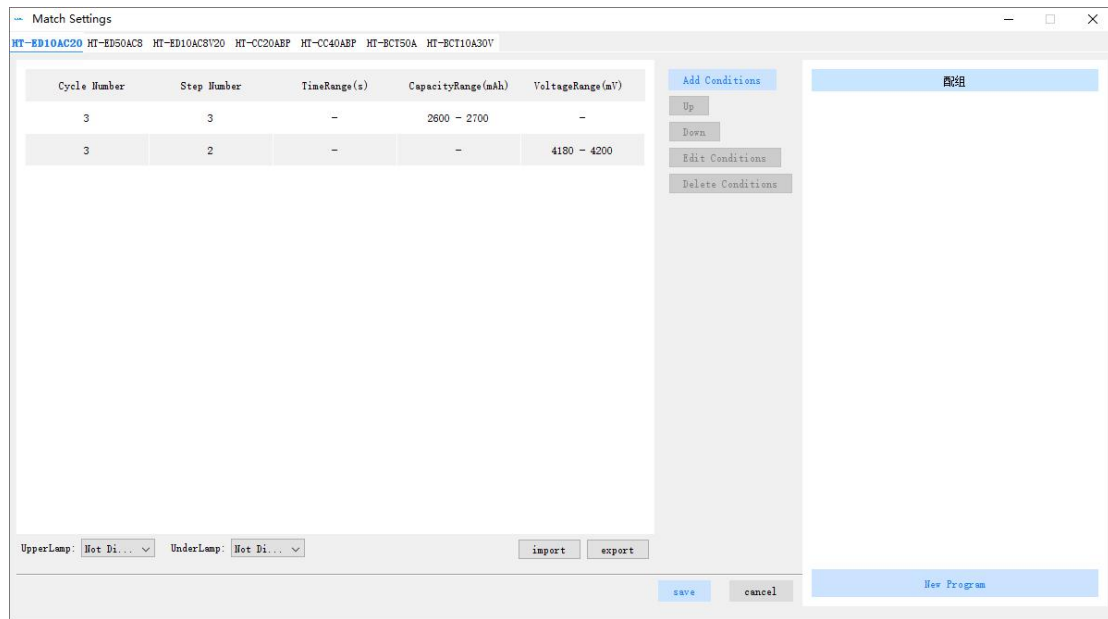 Match Settings
HT-ED10AC20 HT-ED50AC8 HT-ED10AC8V20 HT-CC20ABP HT-CC40ABP HT-BCT50A HT-BCT10A30V
Cycle Number Step Number TimeRange(s) CapacityRange(mAh) VoltageRange(mV)
3 3 - 2600 - 2700 -
3 2 - - 4180 - 4200
Add Conditions
Up
Down
Edit Conditions
Delete Conditions
配组
UpperLamp: Not Di... UnderLamp: Not Di... import export
save cancel
New Program